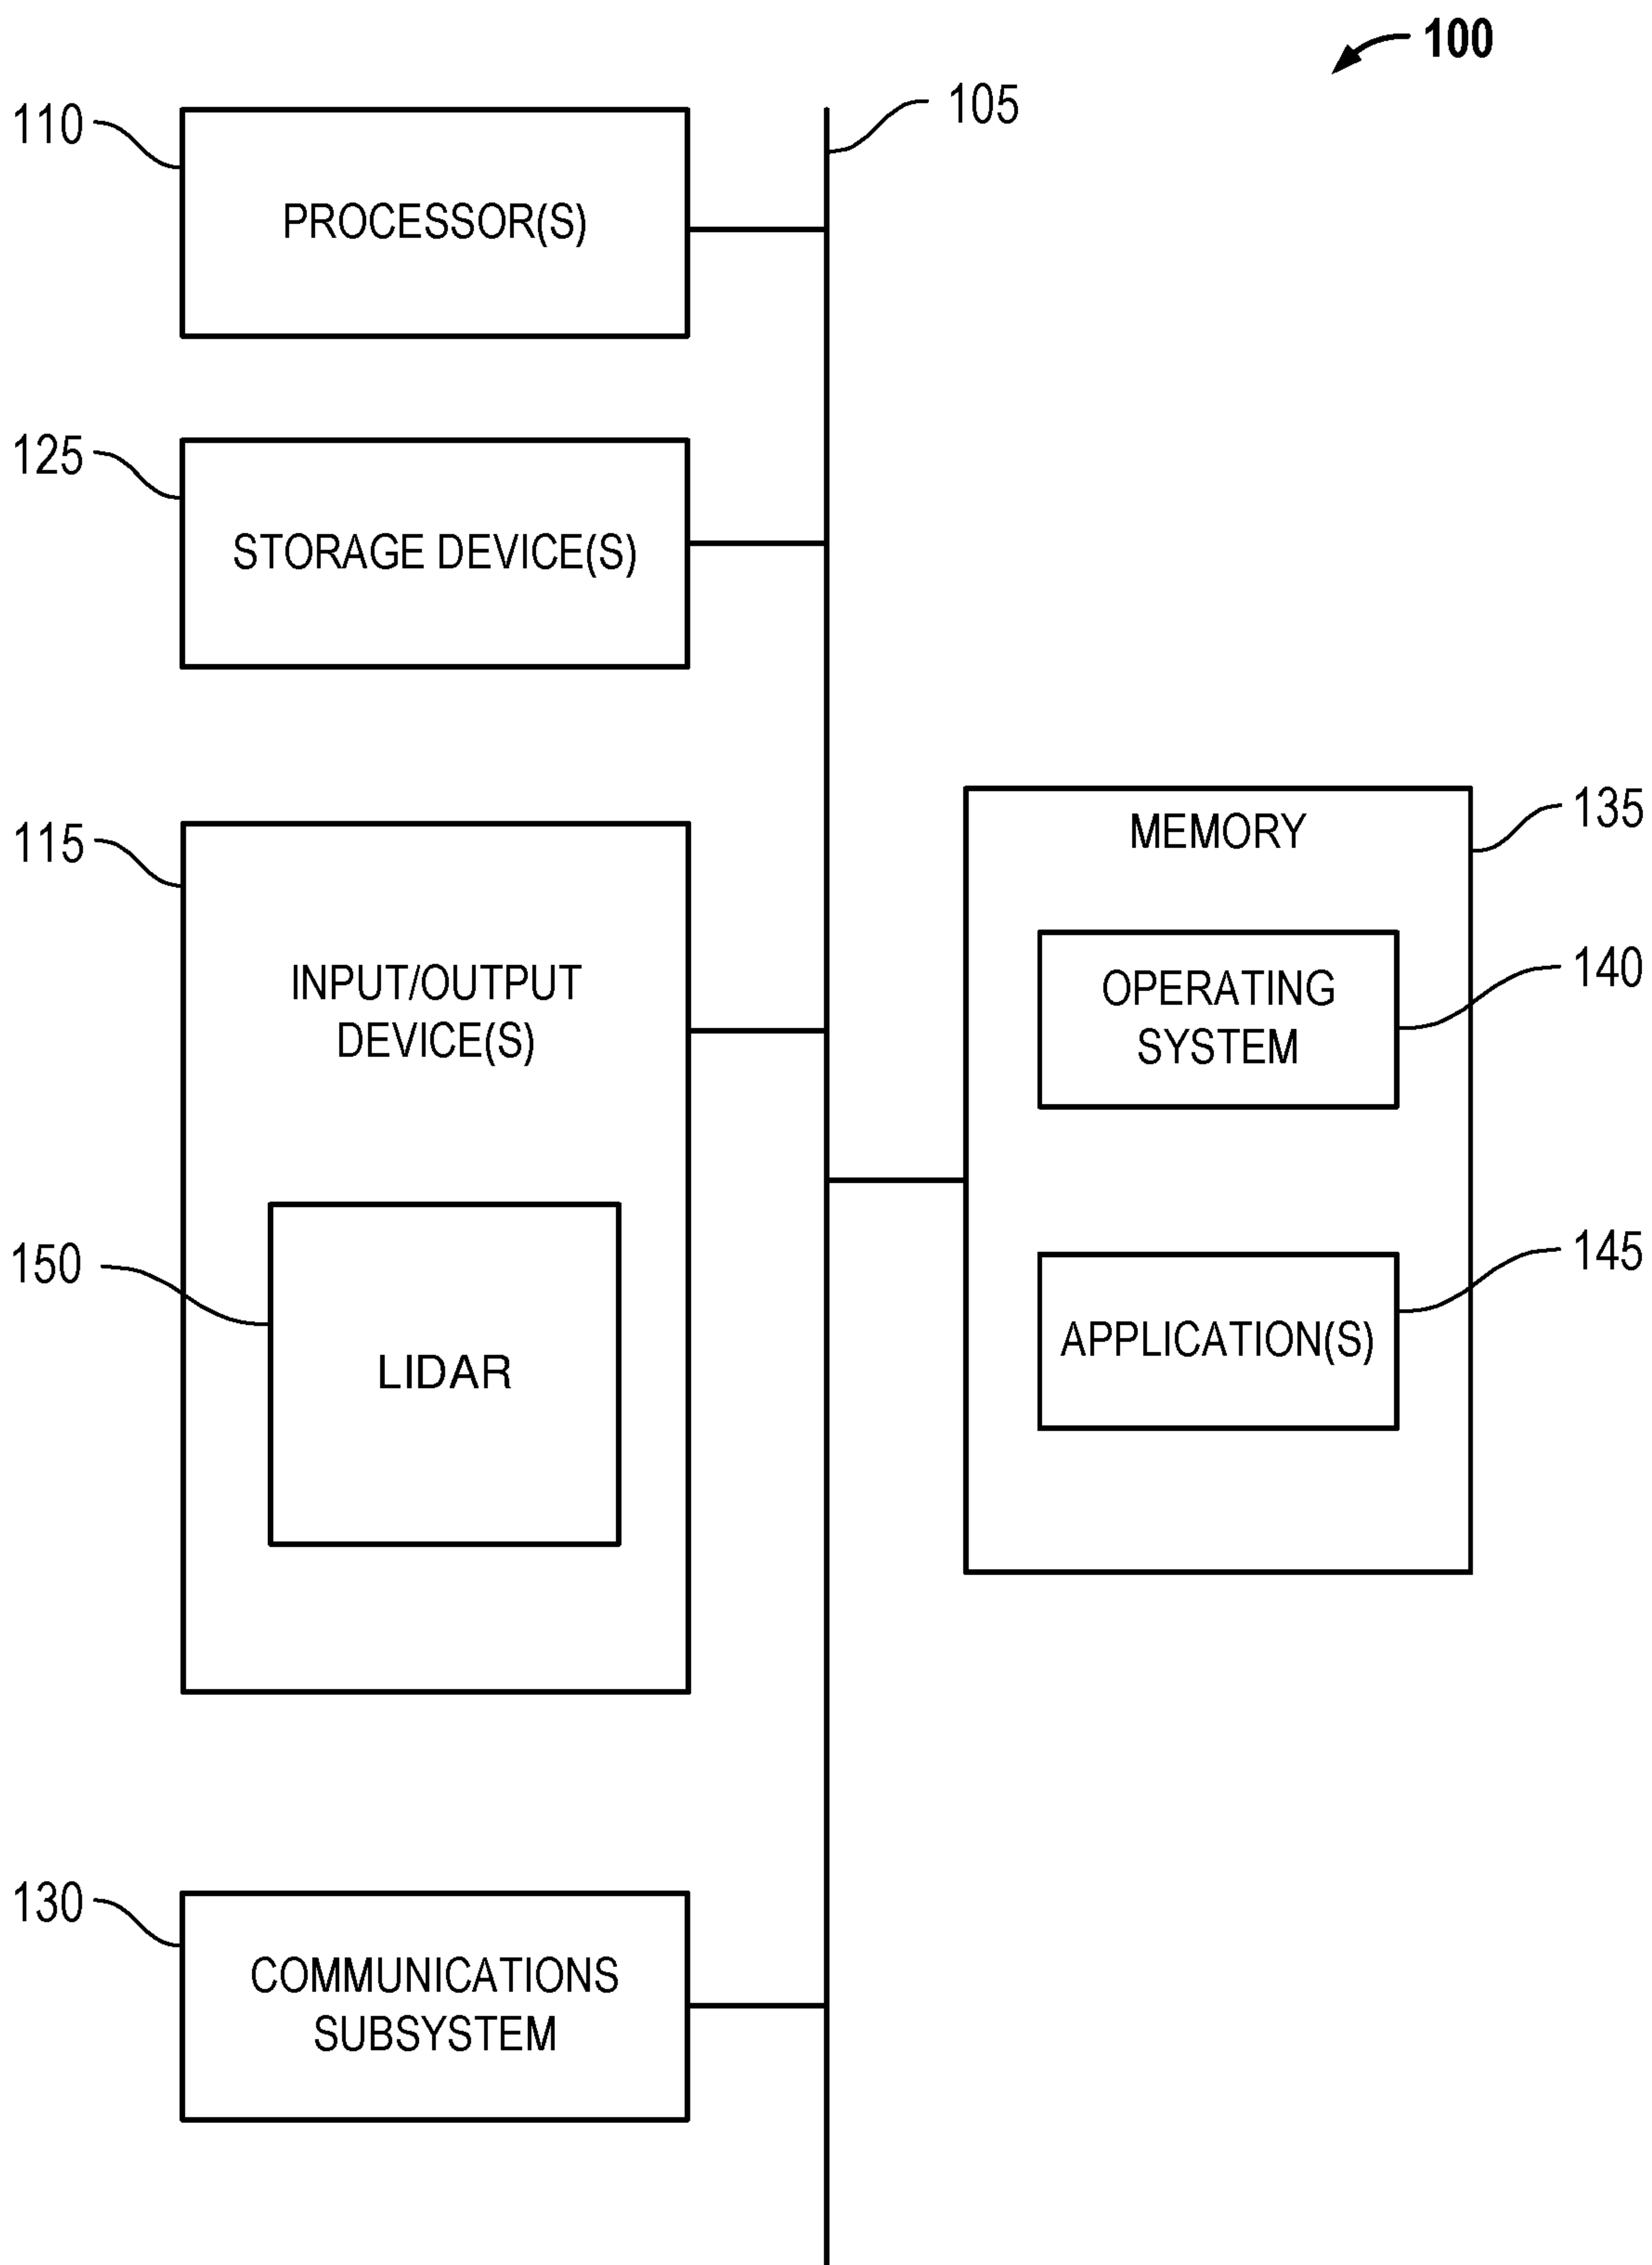 100
105
110
PROCESSOR(S)
125
STORAGE DEVICE(S)
115
INPUT/OUTPUT
DEVICE(S)
150
LIDAR
135
MEMORY
140
OPERATING
SYSTEM
145
APPLICATION(S)
130
COMMUNICATIONS
SUBSYSTEM